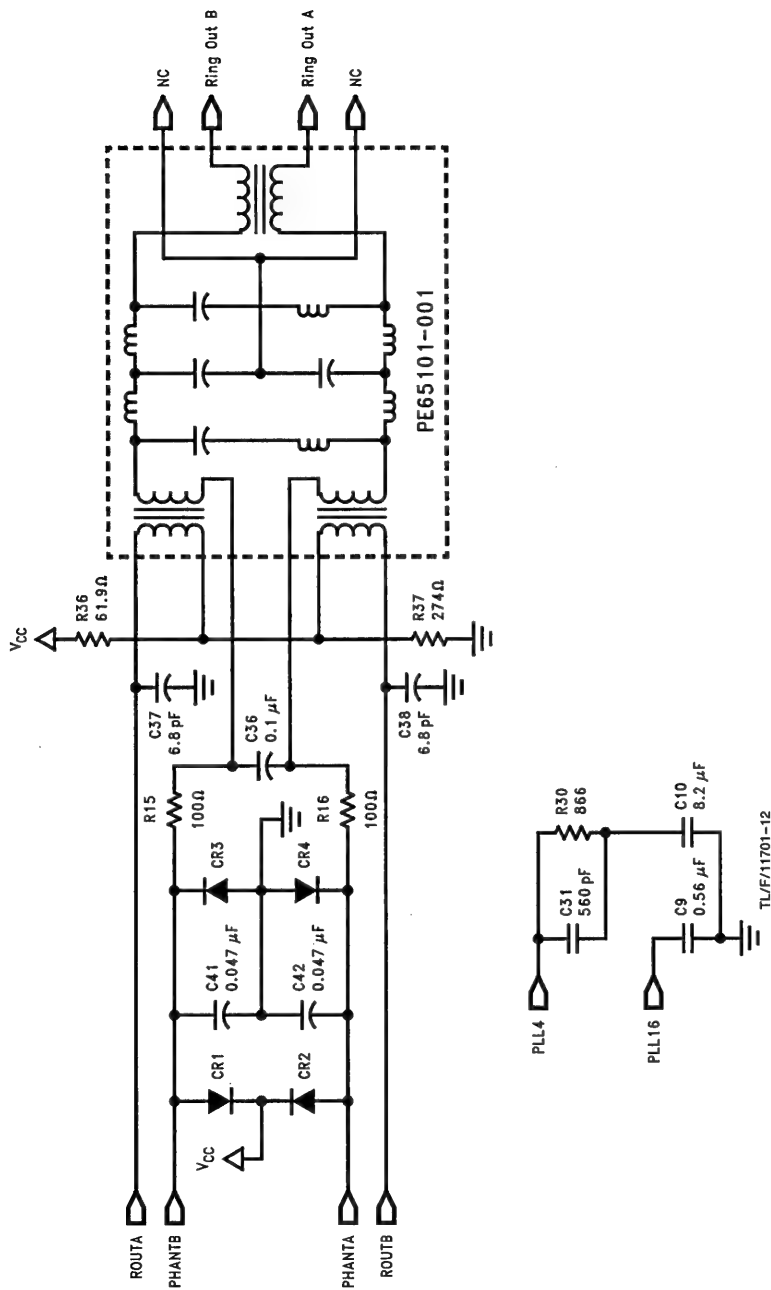 NC
Ring Out B
Ring Out A
NC
PE65101-001
VCC
R36
61.9Ω
R37
274Ω
C37
6.8 pF
C36
0.1 μF
C38
6.8 pF
R15
100Ω
R16
100Ω
CR3
CR4
C41
0.047 μF
C42
0.047 μF
CR1
CR2
VCC
ROUTA
PHANTB
PHANTA
ROUTB
R30
866
C31
560 pF
C10
8.2 μF
C9
0.56 μF
PLL4
PLL16
TL/F/11701-12